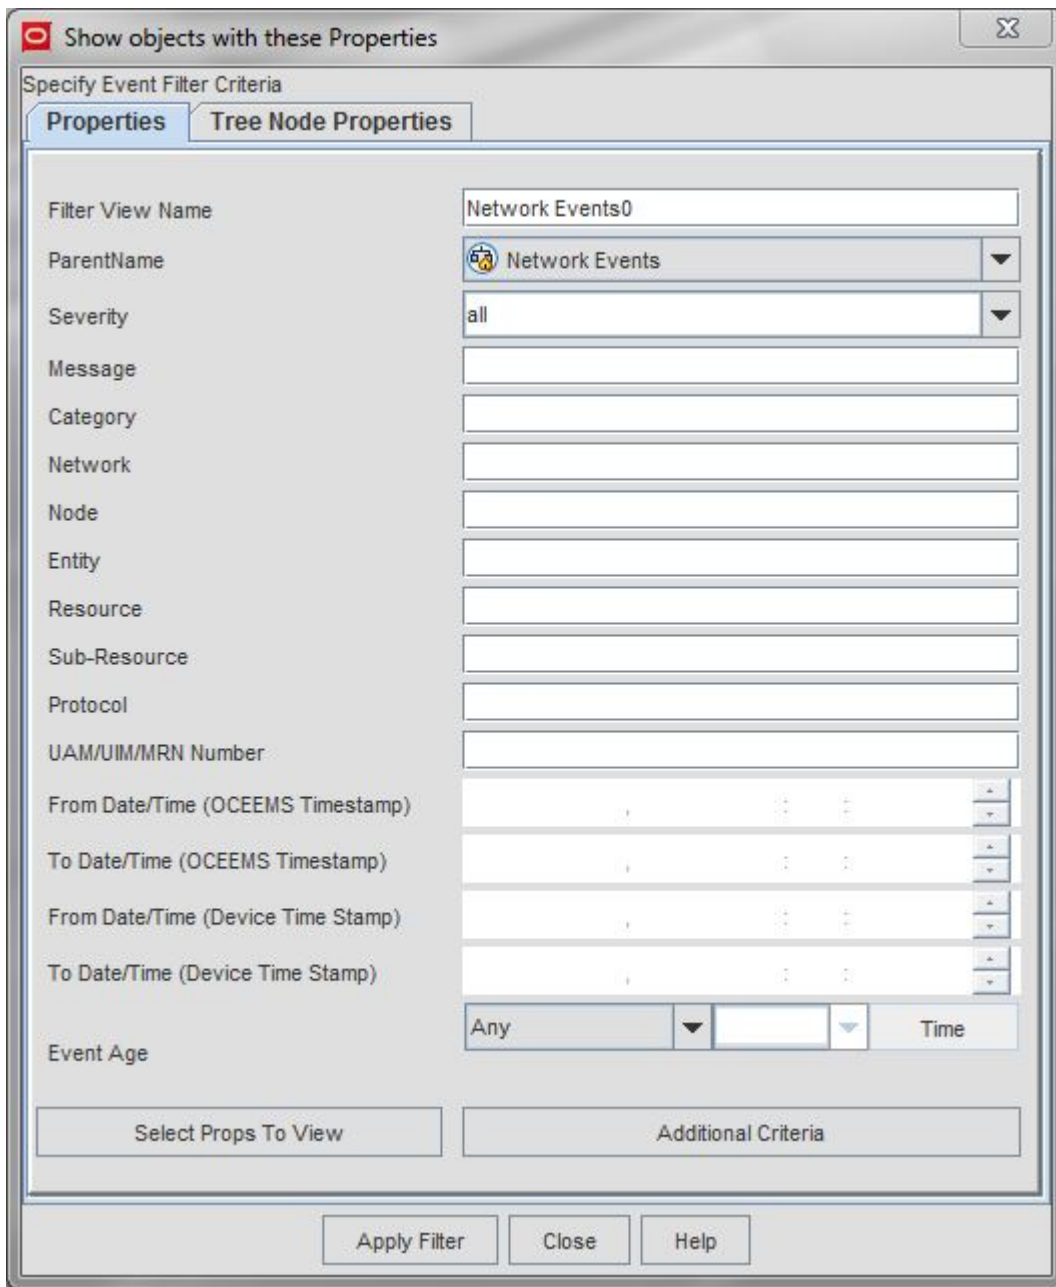 Show objects with these Properties
Specify Event Filter Criteria
Properties Tree Node Properties
Filter View Name Network Events0
ParentName Network Events
Severity all
Message
Category
Network
Node
Entity
Resource
Sub-Resource
Protocol
UAM/UIM/MRN Number
From Date/Time (OCEEMS Timestamp) , : :
To Date/Time (OCEEMS Timestamp) , : :
From Date/Time (Device Time Stamp) , : :
To Date/Time (Device Time Stamp) , : :
Event Age Any Time
Select Props To View Additional Criteria
Apply Filter Close Help